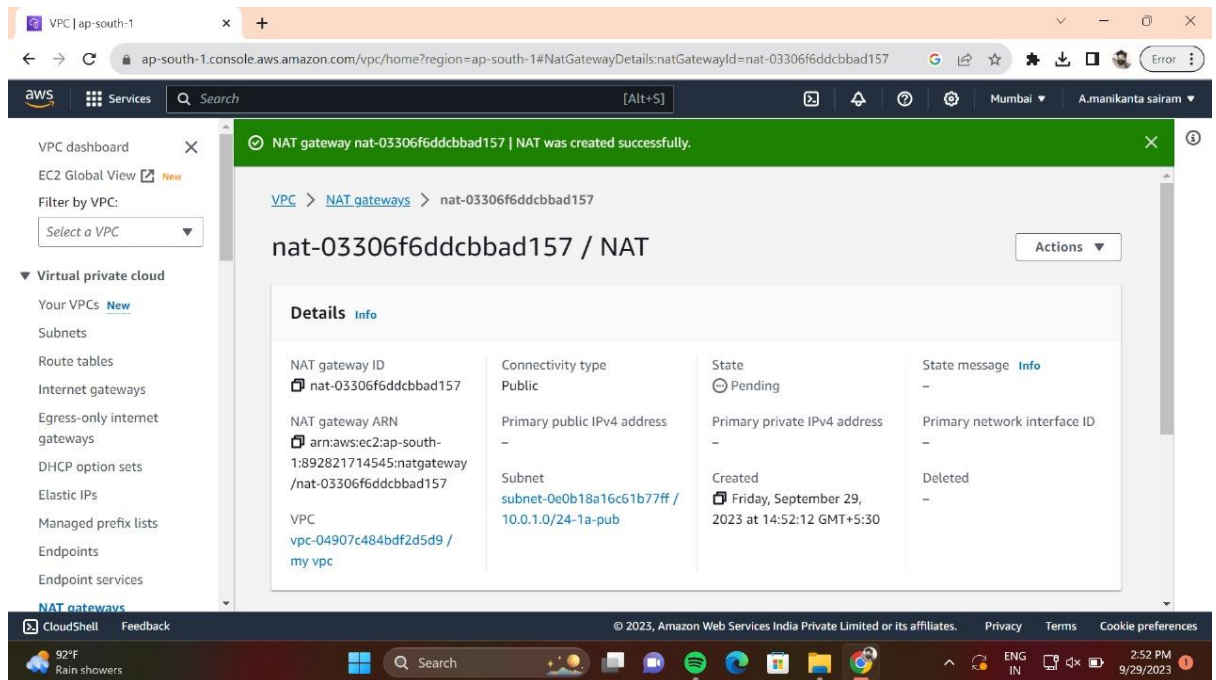 VPC | ap-south-1
ap-south-1.console.aws.amazon.com/vpc/home?region=ap-south-1#NatGatewayDetails:natGatewayId=nat-03306f6ddcbbad157
Error
aws
Services
Search
[Alt+S]
Mumbai
A.manikanta sairam
VPC dashboard
EC2 Global View New
Filter by VPC:
Select a VPC
Virtual private cloud
Your VPCs New
Subnets
Route tables
Internet gateways
Egress-only internet
gateways
DHCP option sets
Elastic IPs
Managed prefix lists
Endpoints
Endpoint services
NAT gateways
NAT gateway nat-03306f6ddcbbad157 | NAT was created successfully.
VPC > NAT gateways > nat-03306f6ddcbbad157
nat-03306f6ddcbbad157 / NAT
Actions
Details Info
NAT gateway ID
nat-03306f6ddcbbad157
Connectivity type
Public
State
Pending
State message Info
–
NAT gateway ARN
arn:aws:ec2:ap-south-
1:892821714545:natgateway
/nat-03306f6ddcbbad157
Primary public IPv4 address
–
Primary private IPv4 address
–
Primary network interface ID
–
VPC
vpc-04907c484bdf2d5d9 /
my vpc
Subnet
subnet-0e0b18a16c61b77ff /
10.0.1.0/24-1a-pub
Created
Friday, September 29,
2023 at 14:52:12 GMT+5:30
Deleted
–
CloudShell
Feedback
© 2023, Amazon Web Services India Private Limited or its affiliates.
Privacy
Terms
Cookie preferences
92°F
Rain showers
Search
ENG
IN
2:52 PM
9/29/2023
1